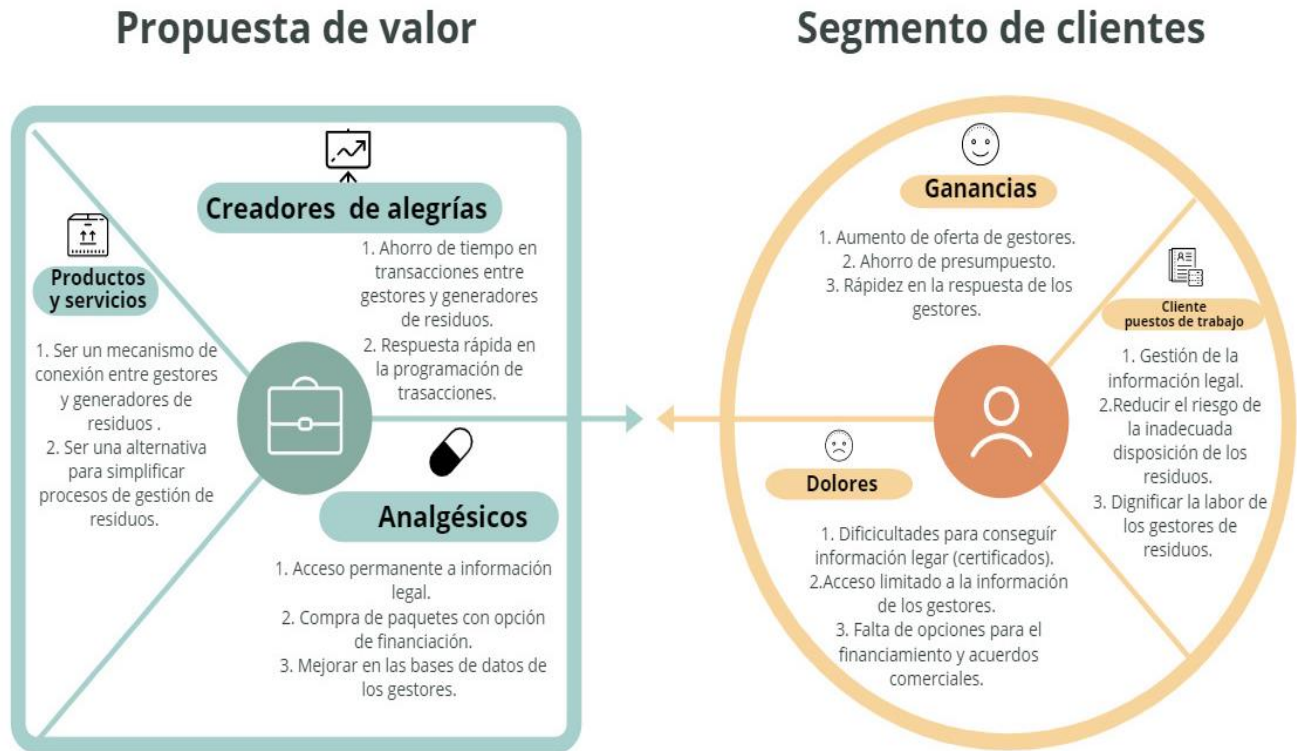 Propuesta de valor
Segmento de clientes
Creadores de alegrías
1. Ahorro de tiempo en
transacciones entre
gestores y generadores
de residuos.
2. Respuesta rápida en
la programación de
trasacciones.
Productos
y servicios
1. Ser un mecanismo de
conexión entre gestores
y generadores de
residuos .
2. Ser una alternativa
para simplificar
procesos de gestión de
residuos.
Analgésicos
1. Acceso permanente a información
legal.
2. Compra de paquetes con opción
de financiación.
3. Mejorar en las bases de datos de
los gestores.
Ganancias
1. Aumento de oferta de gestores.
2. Ahorro de presumpuesto.
3. Rápidez en la respuesta de los
gestores.
Cliente
puestos de trabajo
1. Gestión de la
información legal.
2.Reducir el riesgo de
la inadecuada
disposición de los
residuos.
3. Dignificar la labor de
los gestores de
residuos.
Dolores
1. Dificicultades para conseguír
información legar (certificados).
2.Acceso limitado a la información
de los gestores.
3. Falta de opciones para el
financiamiento y acuerdos
comerciales.